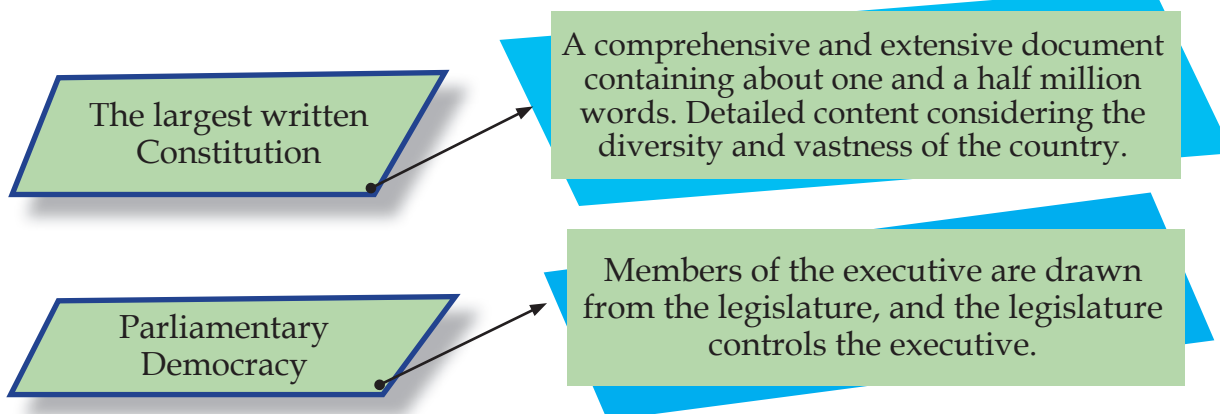 The largest written
Constitution
A comprehensive and extensive document
containing about one and a half million
words. Detailed content considering the
diversity and vastness of the country.
Parliamentary
Democracy
Members of the executive are drawn
from the legislature, and the legislature
controls the executive.